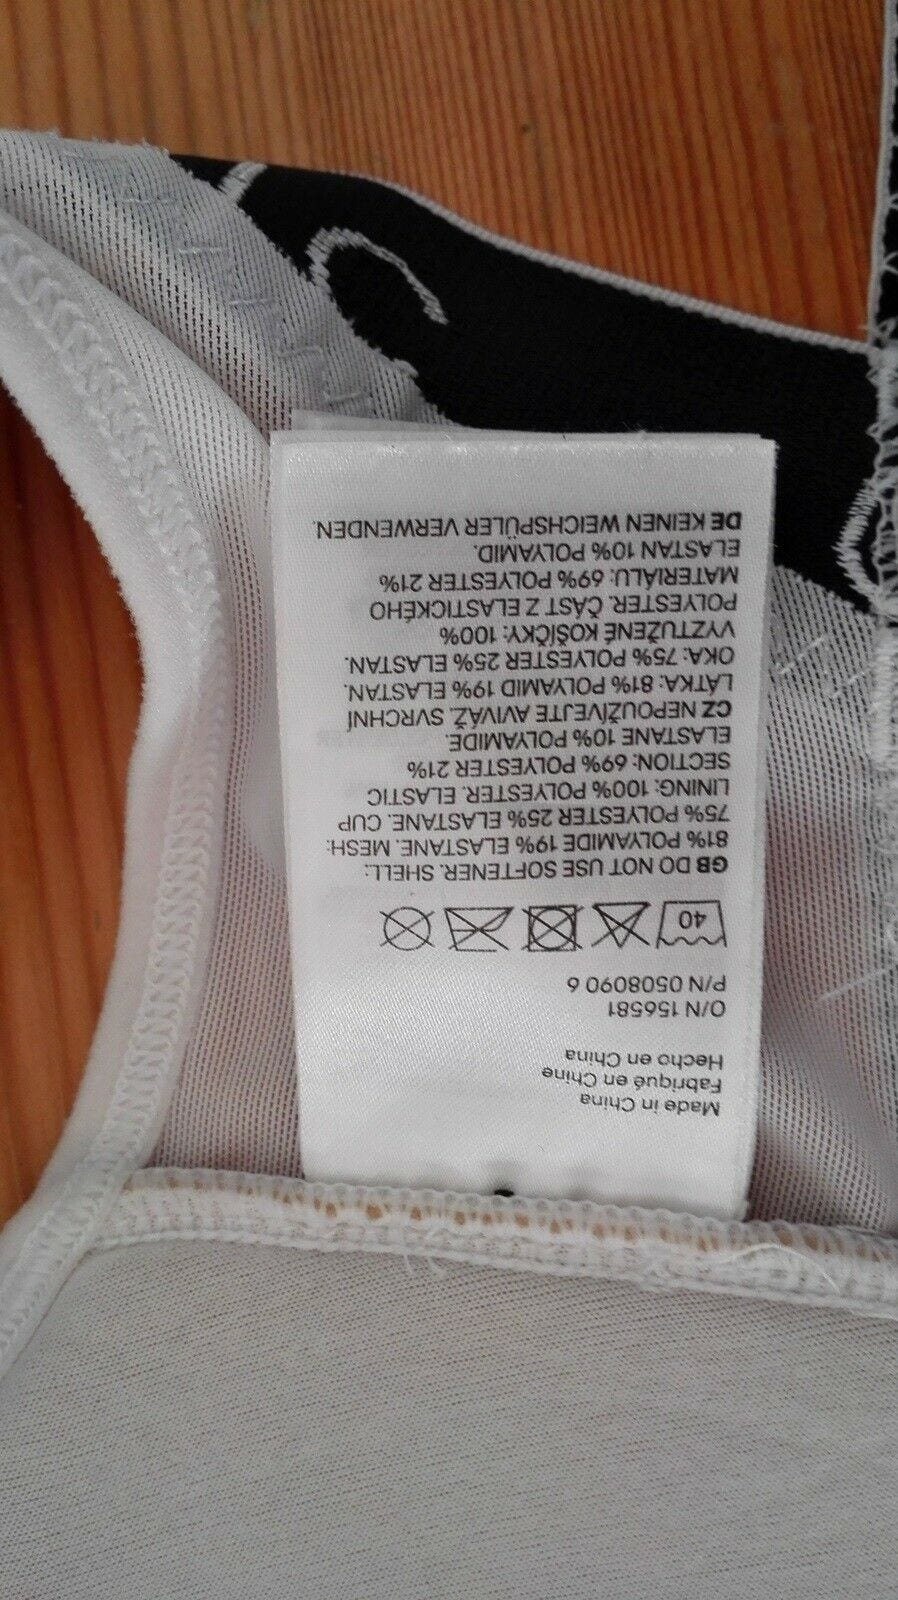 Made in China
Fabriqué en Chine
Hecho en China
O/N 156581
P/N 0508090 6
40
GB DO NOT USE SOFTENER. SHELL:
81% POLYAMIDE 19% ELASTANE. MESH:
75% POLYESTER 25% ELASTANE. CUP
LINING: 100% POLYESTER. ELASTIC
SECTION: 69% POLYESTER 21%
ELASTANE 10% POLYAMIDE.
CZ NEPOUŽÍVEJTE AVIVÁŽ. SVRCHNÍ
LÁTKA: 81% POLYAMID 19% ELASTAN.
OKA: 75% POLYESTER 25% ELASTAN.
VYZTUŽENÉ KOŠÍČKY: 100%
POLYESTER. ČÁST Z ELASTICKÉHO
MATERIÁLU: 69% POLYESTER 21%
ELASTAN 10% POLYAMID.
DE KEINEN WEICHSPÜLER VERWENDEN.